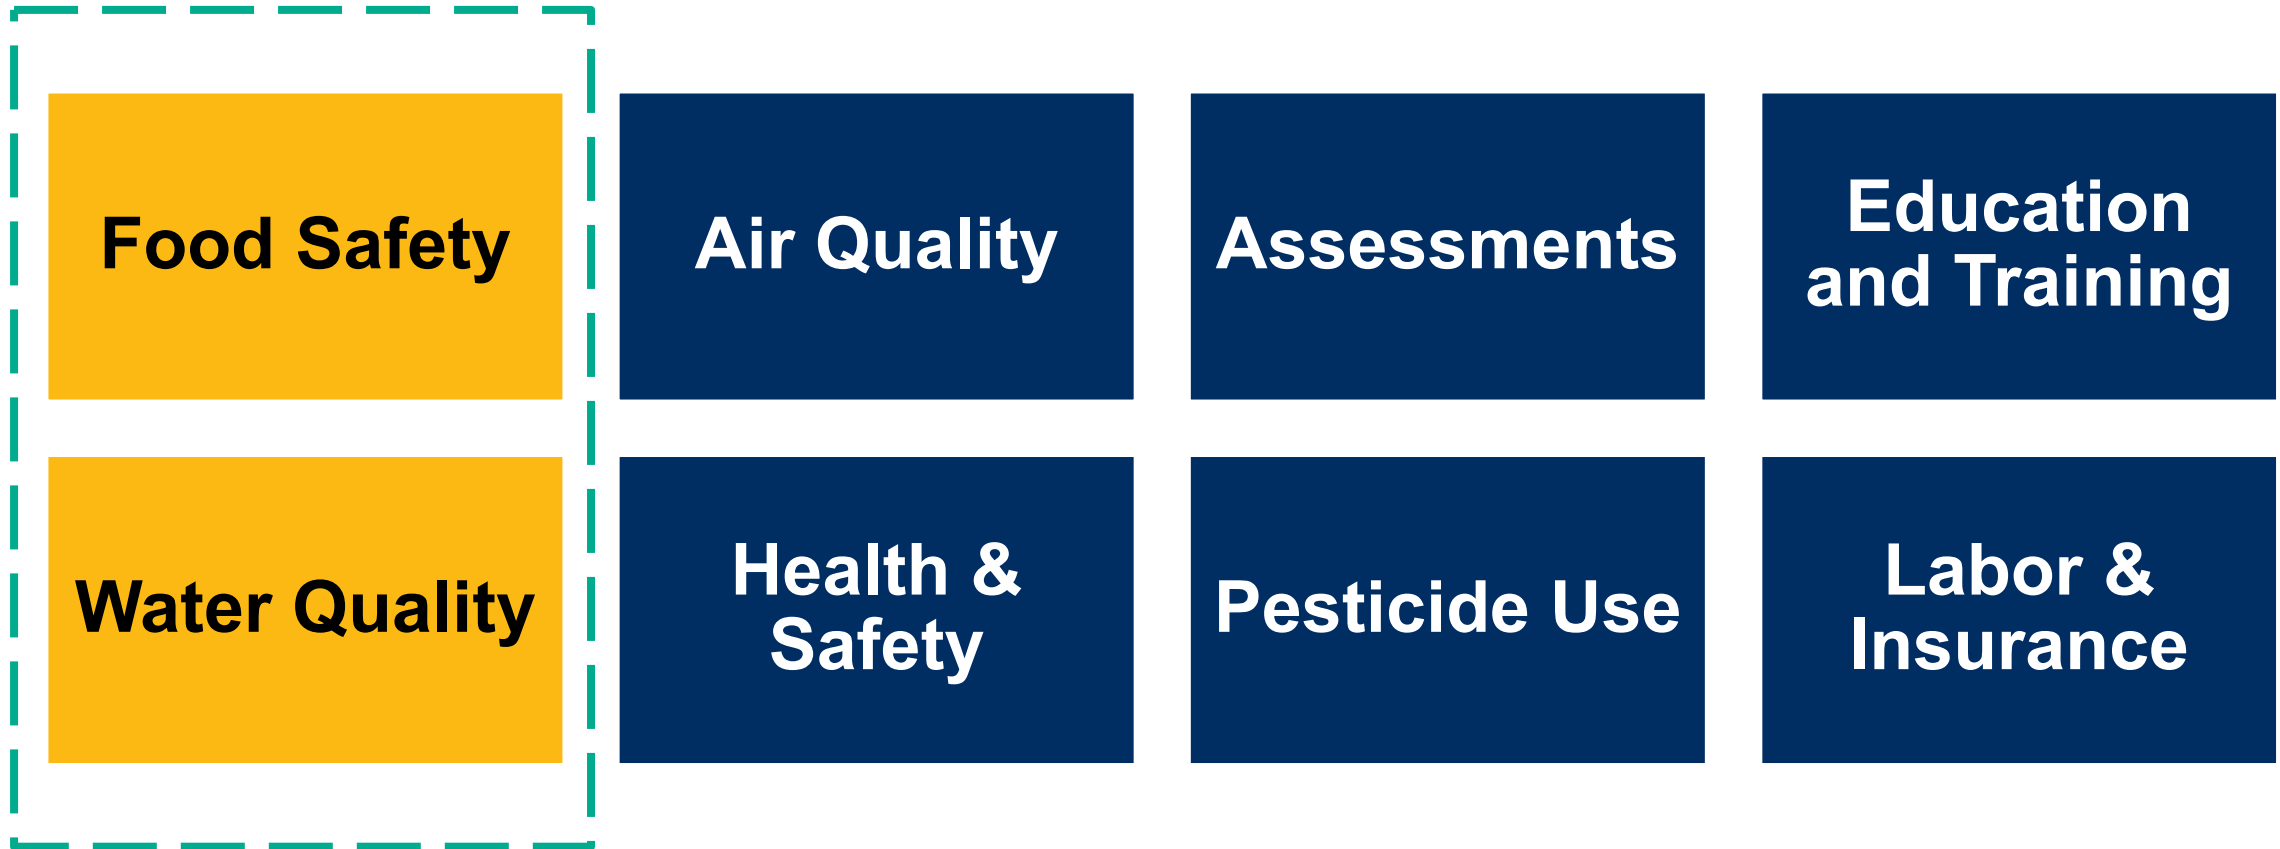 Food Safety
Air Quality
Assessments
Education
and Training
Water Quality
Health &
Safety
Pesticide Use
Labor &
Insurance